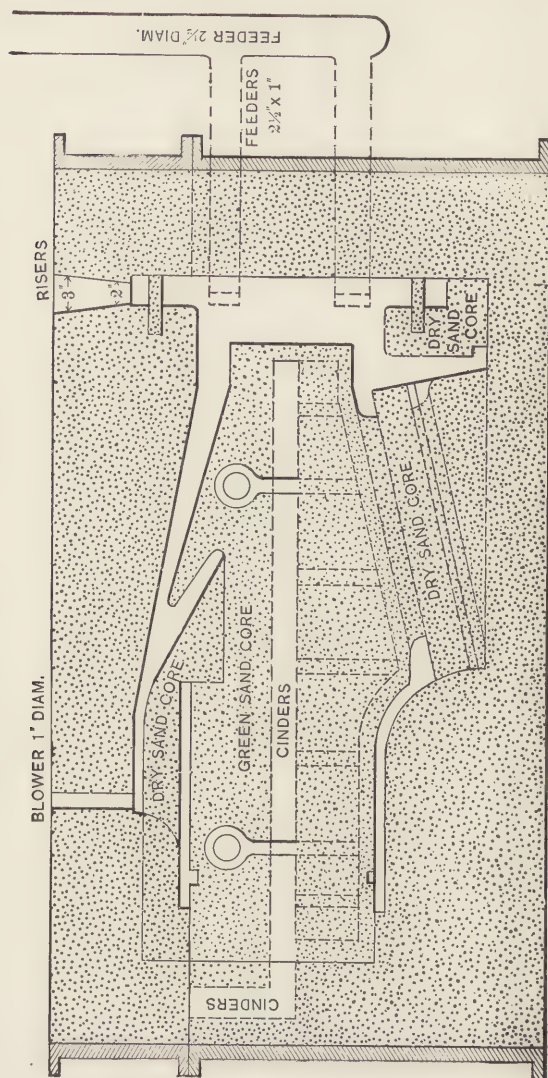 FEEDER 2½" DIAM.
FEEDERS
2¼" X 1"
RISERS
3"
2"
DRY
SAND
CORE
DRY SAND CORE
BLOWER 1" DIAM.
DRY SAND CORE
GREEN SAND CORE
CINDERS
CINDERS